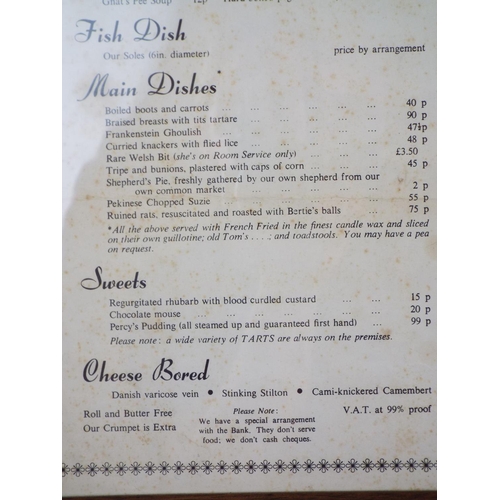 Gnat's Pee Soup 12p
Fish Dish
Our Soles (6in. diameter) price by arrangement
Main Dishes*
Boiled boots and carrots ... ... ... ... ... 40 p
Braised breasts with tits tartare ... ... ... ... 90 p
Frankenstein Ghoulish ... ... ... ... ... 47½p
Curried knackers with flied lice ... ... ... ... 48 p
Rare Welsh Bit (she's on Room Service only) ... ... ... £3.50
Tripe and bunions, plastered with caps of corn ... ... ... 45 p
Shepherd's Pie, freshly gathered by our own shepherd from our
own common market ... ... ... ... 2 p
Pekinese Chopped Suzie ... ... ... ... ... 55 p
Ruined rats, resuscitated and roasted with Bertie's balls ... 75 p
*All the above served with French Fried in the finest candle wax and sliced
on their own guillotine; old Tom's . . . .; and toadstools. You may have a pea
on request.
Sweets
Regurgitated rhubarb with blood curdled custard ... ... 15 p
Chocolate mouse ... ... ... ... ... ... 20 p
Percy's Pudding (all steamed up and guaranteed first hand) ... 99 p
Please note: a wide variety of TARTS are always on the premises.
Cheese Bored
Danish varicose vein • Stinking Stilton • Cami-knickered Camembert
Roll and Butter Free
Our Crumpet is Extra
Please Note:
We have a special arrangement
with the Bank. They don't serve
food; we don't cash cheques.
V.A.T. at 99% proof